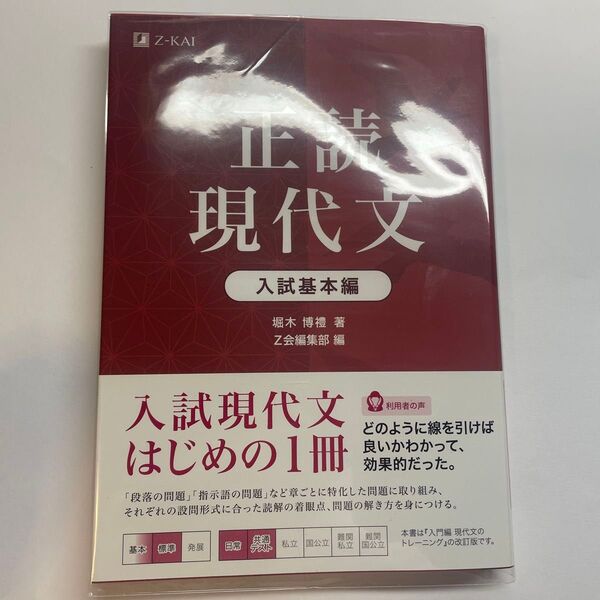 Z-KAI
正読
現代文
入試基本編
堀木 博禮 著
Z会編集部 編
入試現代文
はじめの1冊
利用者の声
どのように線を引けば
良いかわかって、
効果的だった。
「段落の問題」「指示語の問題」など章ごとに特化した問題に取り組み、
それぞれの設問形式に合った読解の着眼点、問題の解き方を身につける。
基本 標準 発展 日常 共通テスト 私立 国公立 難関私立 難関国公立
本書は『入門編 現代文の
トレーニング』の改訂版です。